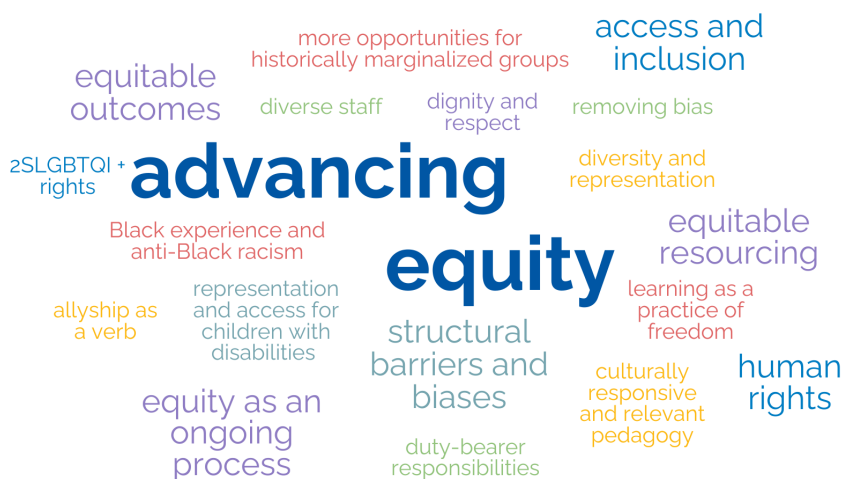 access and
inclusion
more opportunities for
historically marginalized groups
equitable
outcomes
diverse staff
dignity and
respect
removing bias
2SLGBTQI +
rights
advancing
diversity and
representation
Black experience and
anti-Black racism
equity
equitable
resourcing
allyship as
a verb
representation
and access for
children with
disabilities
learning as a
practice of
freedom
structural
barriers and
biases
culturally
responsive
and relevant
pedagogy
human
rights
equity as an
ongoing
process
duty-bearer
responsibilities